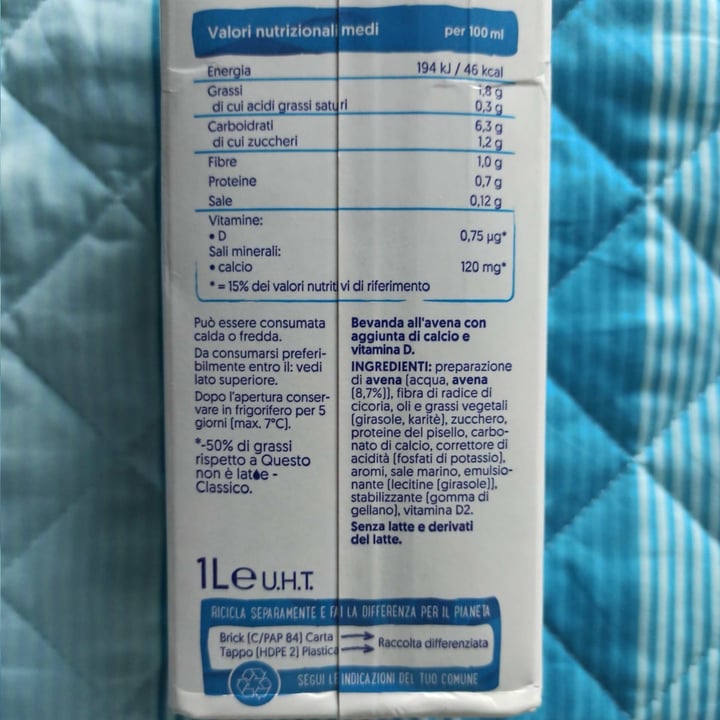 Valori nutrizionali medi per 100 ml
Energia 194 kJ / 46 kcal
Grassi 1,8 g
di cui acidi grassi saturi 0,3 g
Carboidrati 6,3 g
di cui zuccheri 1,2 g
Fibre 1,0 g
Proteine 0,7 g
Sale 0,12 g
Vitamine:
• D 0,75 µg*
Sali minerali:
• calcio 120 mg*
* = 15% dei valori nutritivi di riferimento
Può essere consumata
calda o fredda.
Da consumarsi preferi-
bilmente entro il: vedi
lato superiore.
Dopo l'apertura conser-
vare in frigorifero per 5
giorni (max. 7°C).
*-50% di grassi
rispetto a Questo
non è latte -
Classico.
Bevanda all'avena con
aggiunta di calcio e
vitamina D.
INGREDIENTI: preparazione
di avena [acqua, avena
(8,7%)], fibra di radice di
cicoria, oli e grassi vegetali
(girasole, karitè), zucchero,
proteine del pisello, carbo-
nato di calcio, correttore di
acidità (fosfati di potassio),
aromi, sale marino, emulsio-
nante [lecitine (girasole)],
stabilizzante (gomma di
gellano), vitamina D2.
Senza latte e derivati
del latte.
1L e U.H.T.
RICICLA SEPARAMENTE E FAI LA DIFFERENZA PER IL PIANETA
Brick (C/PAP 84) Carta
Tappo (HDPE 2) Plastica
Raccolta differenziata
SEGUI LE INDICAZIONI DEL TUO COMUNE